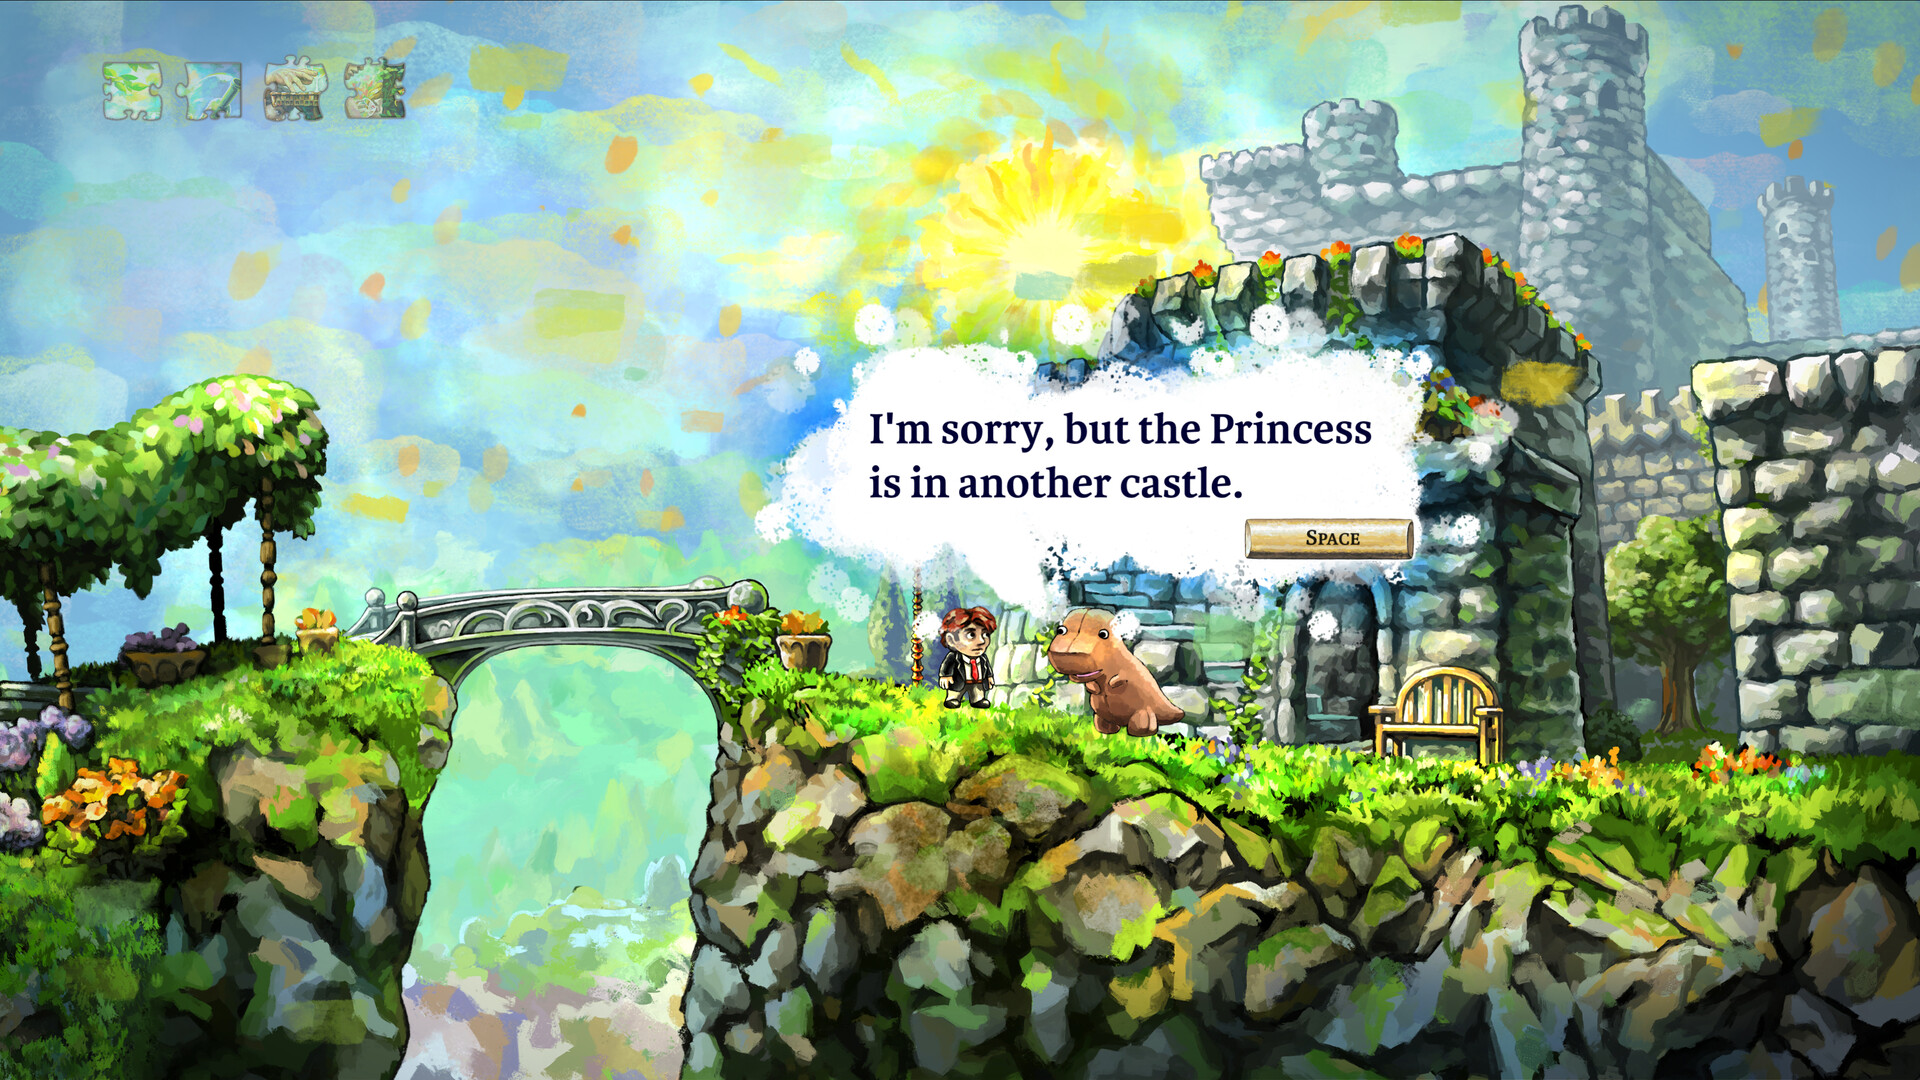 I'm sorry, but the Princess
is in another castle.
SPACE